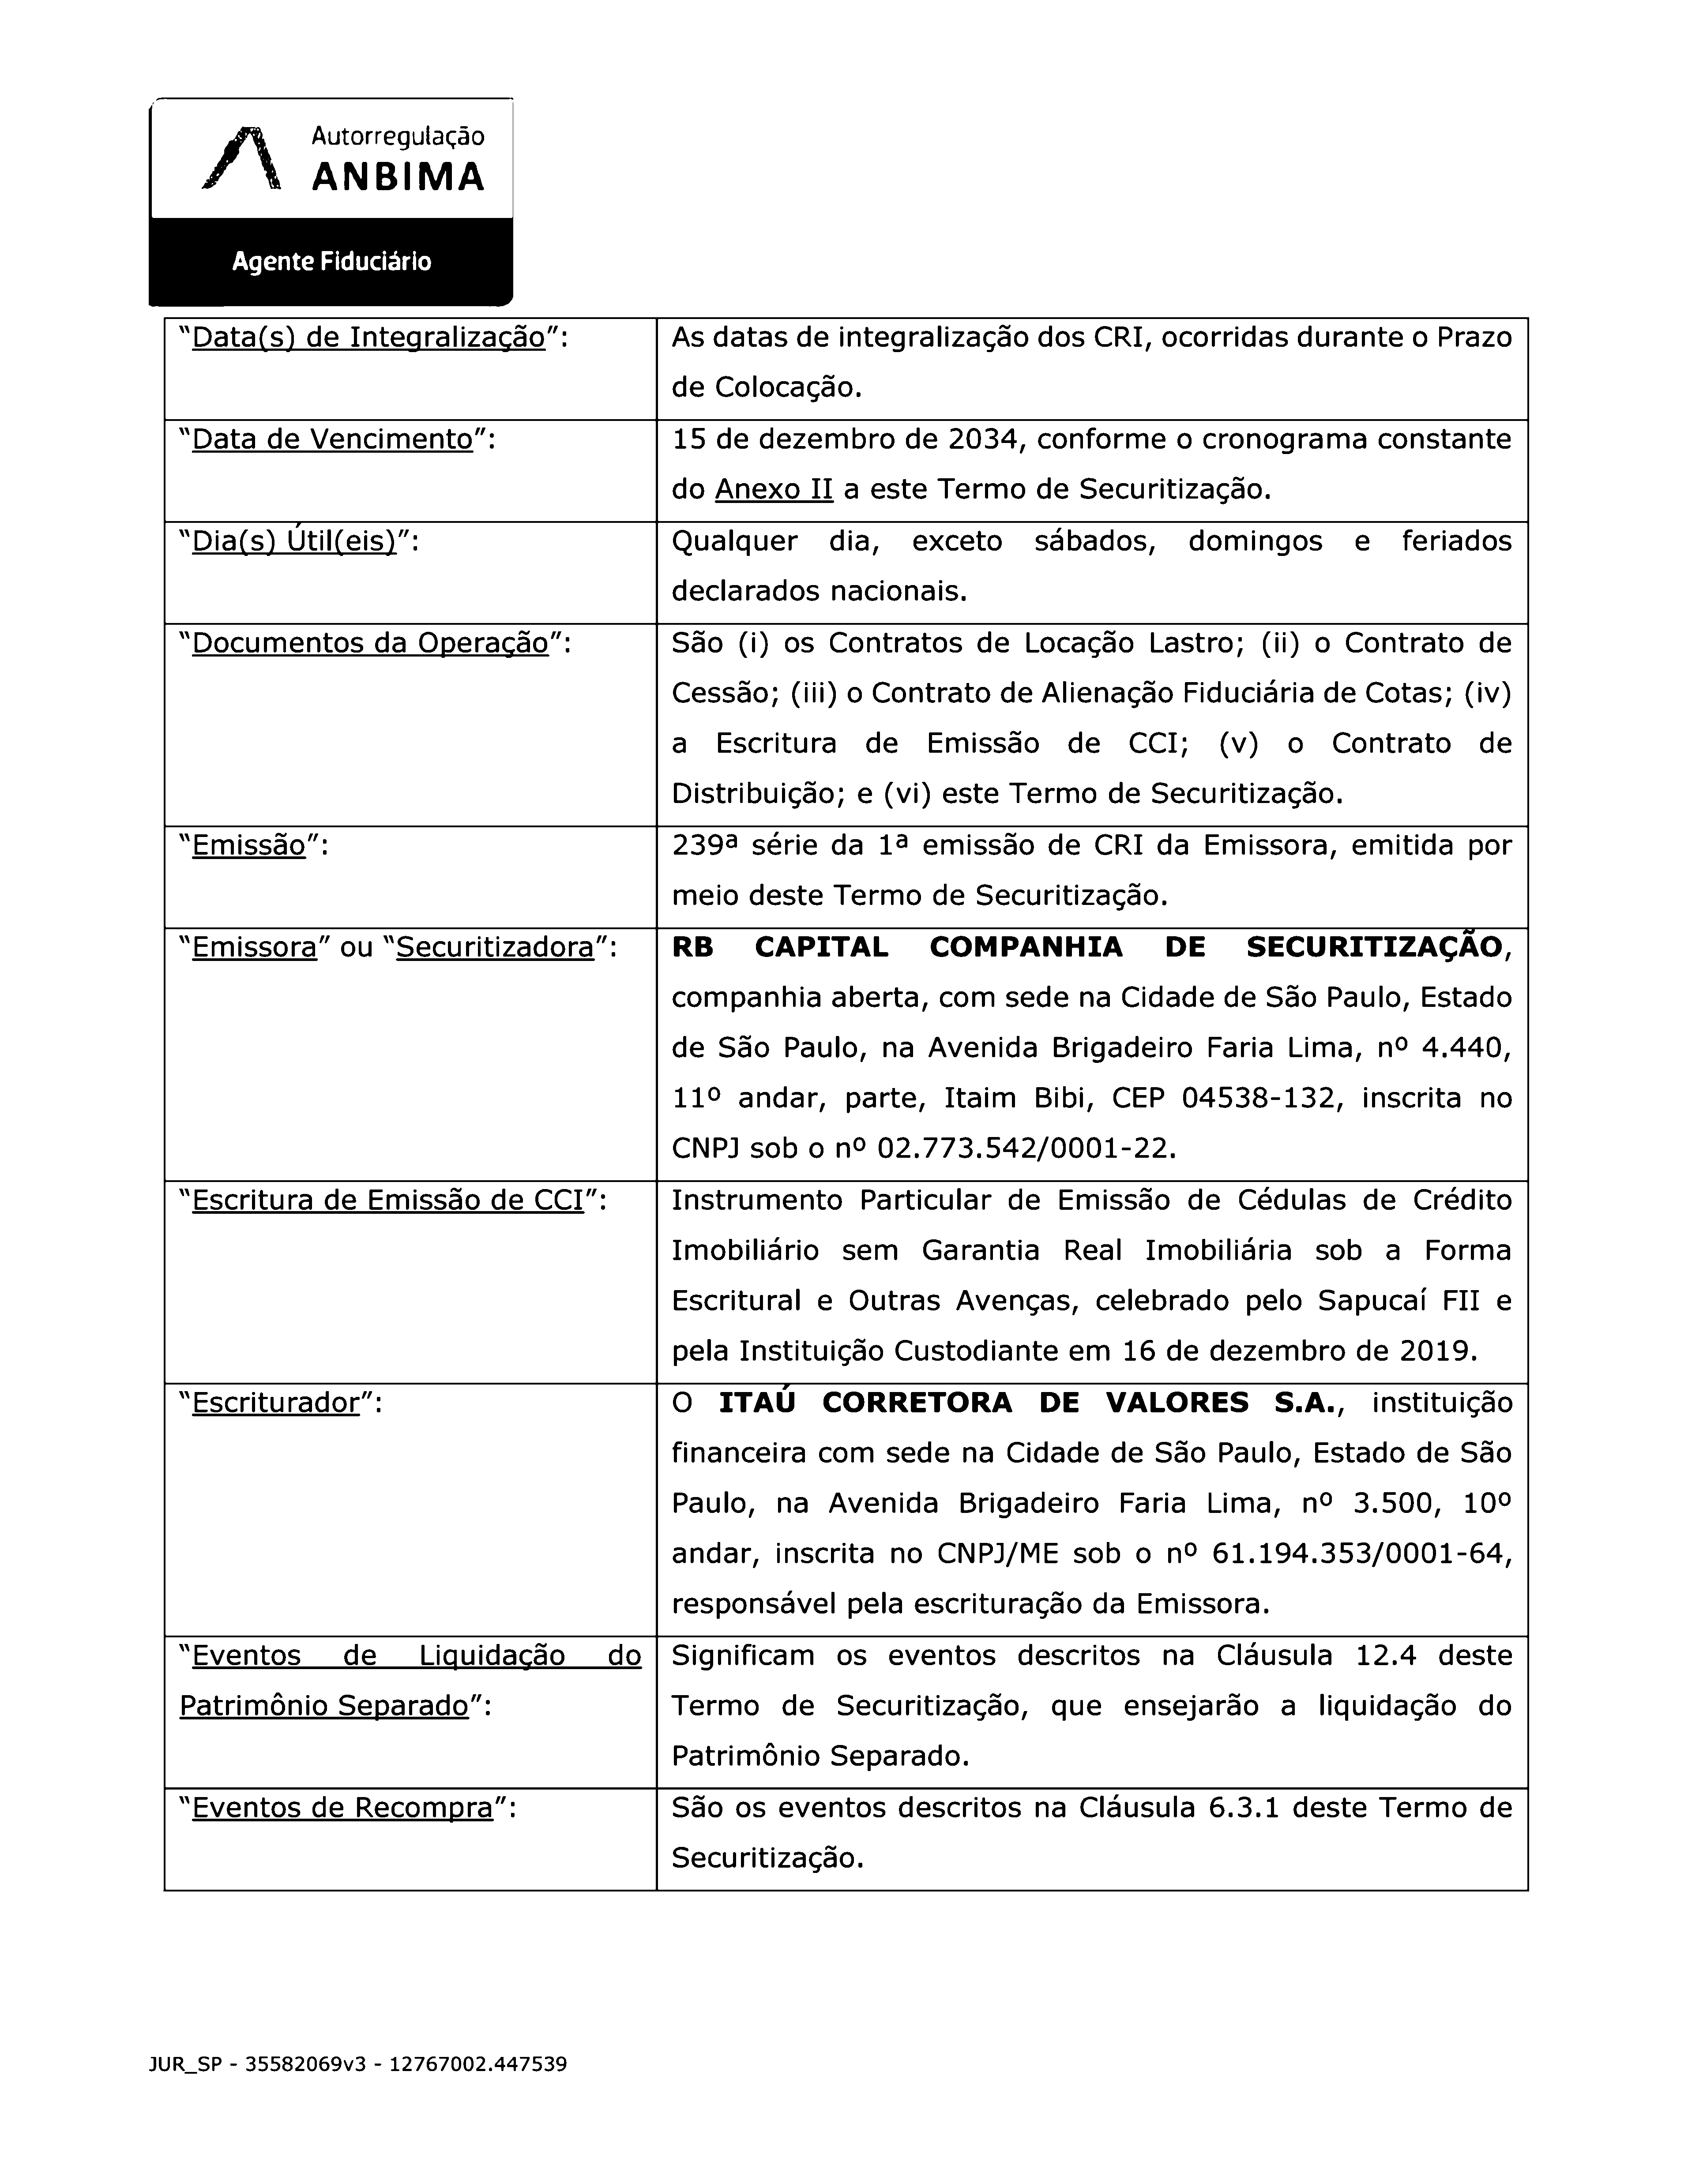 Autorregulação
ANBIMA
Agente Fiduciário
“Data(s) de Integralização”:
As datas de integralização dos CRI, ocorridas durante o Prazo
de Colocação.
“Data de Vencimento”:
15 de dezembro de 2034, conforme o cronograma constante
do Anexo II a este Termo de Securitização.
“Dia(s) Útil(eis)”:
Qualquer dia, exceto sábados, domingos e feriados
declarados nacionais.
“Documentos da Operação”:
São (i) os Contratos de Locação Lastro; (ii) o Contrato de
Cessão; (iii) o Contrato de Alienação Fiduciária de Cotas; (iv)
a Escritura de Emissão de CCI; (v) o Contrato de
Distribuição; e (vi) este Termo de Securitização.
“Emissão”:
239ª série da 1ª emissão de CRI da Emissora, emitida por
meio deste Termo de Securitização.
“Emissora” ou “Securitizadora”:
RB CAPITAL COMPANHIA DE SECURITIZAÇÃO,
companhia aberta, com sede na Cidade de São Paulo, Estado
de São Paulo, na Avenida Brigadeiro Faria Lima, nº 4.440,
11º andar, parte, Itaim Bibi, CEP 04538-132, inscrita no
CNPJ sob o nº 02.773.542/0001-22.
“Escritura de Emissão de CCI”:
Instrumento Particular de Emissão de Cédulas de Crédito
Imobiliário sem Garantia Real Imobiliária sob a Forma
Escritural e Outras Avenças, celebrado pelo Sapucaí FII e
pela Instituição Custodiante em 16 de dezembro de 2019.
“Escriturador”:
O ITAÚ CORRETORA DE VALORES S.A., instituição
financeira com sede na Cidade de São Paulo, Estado de São
Paulo, na Avenida Brigadeiro Faria Lima, nº 3.500, 10º
andar, inscrita no CNPJ/ME sob o nº 61.194.353/0001-64,
responsável pela escrituração da Emissora.
“Eventos de Liquidação do
Patrimônio Separado”:
Significam os eventos descritos na Cláusula 12.4 deste
Termo de Securitização, que ensejarão a liquidação do
Patrimônio Separado.
“Eventos de Recompra”:
São os eventos descritos na Cláusula 6.3.1 deste Termo de
Securitização.
JUR_SP - 35582069v3 - 12767002.447539